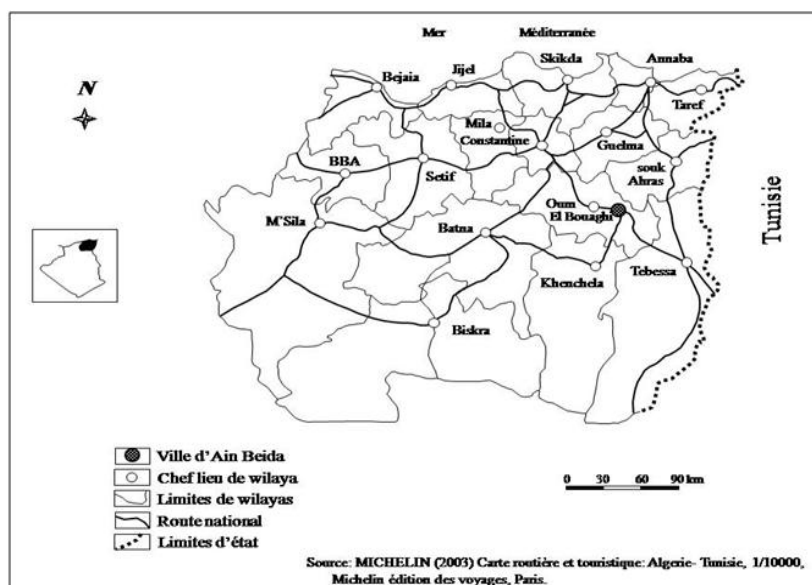 Mer Méditerranée
Skikda
Annaba
Jijel
Bejaia
Taref
N
Mila
Constantine
Guelma
BBA
Setif
souk
Ahras
Tunisie
Oum
El Bouaghi
M'Sila
Batna
Khenchela
Tebessa
Biskra
Ville d'Ain Beida
Chef lieu de wilaya
Limites de wilayas
Route national
Limites d'état
0 30 60 90 km
Source: MICHELIN (2003) Carte routière et touristique: Algerie- Tunisie, 1/10000,
Michelin édition des voyages, Paris.